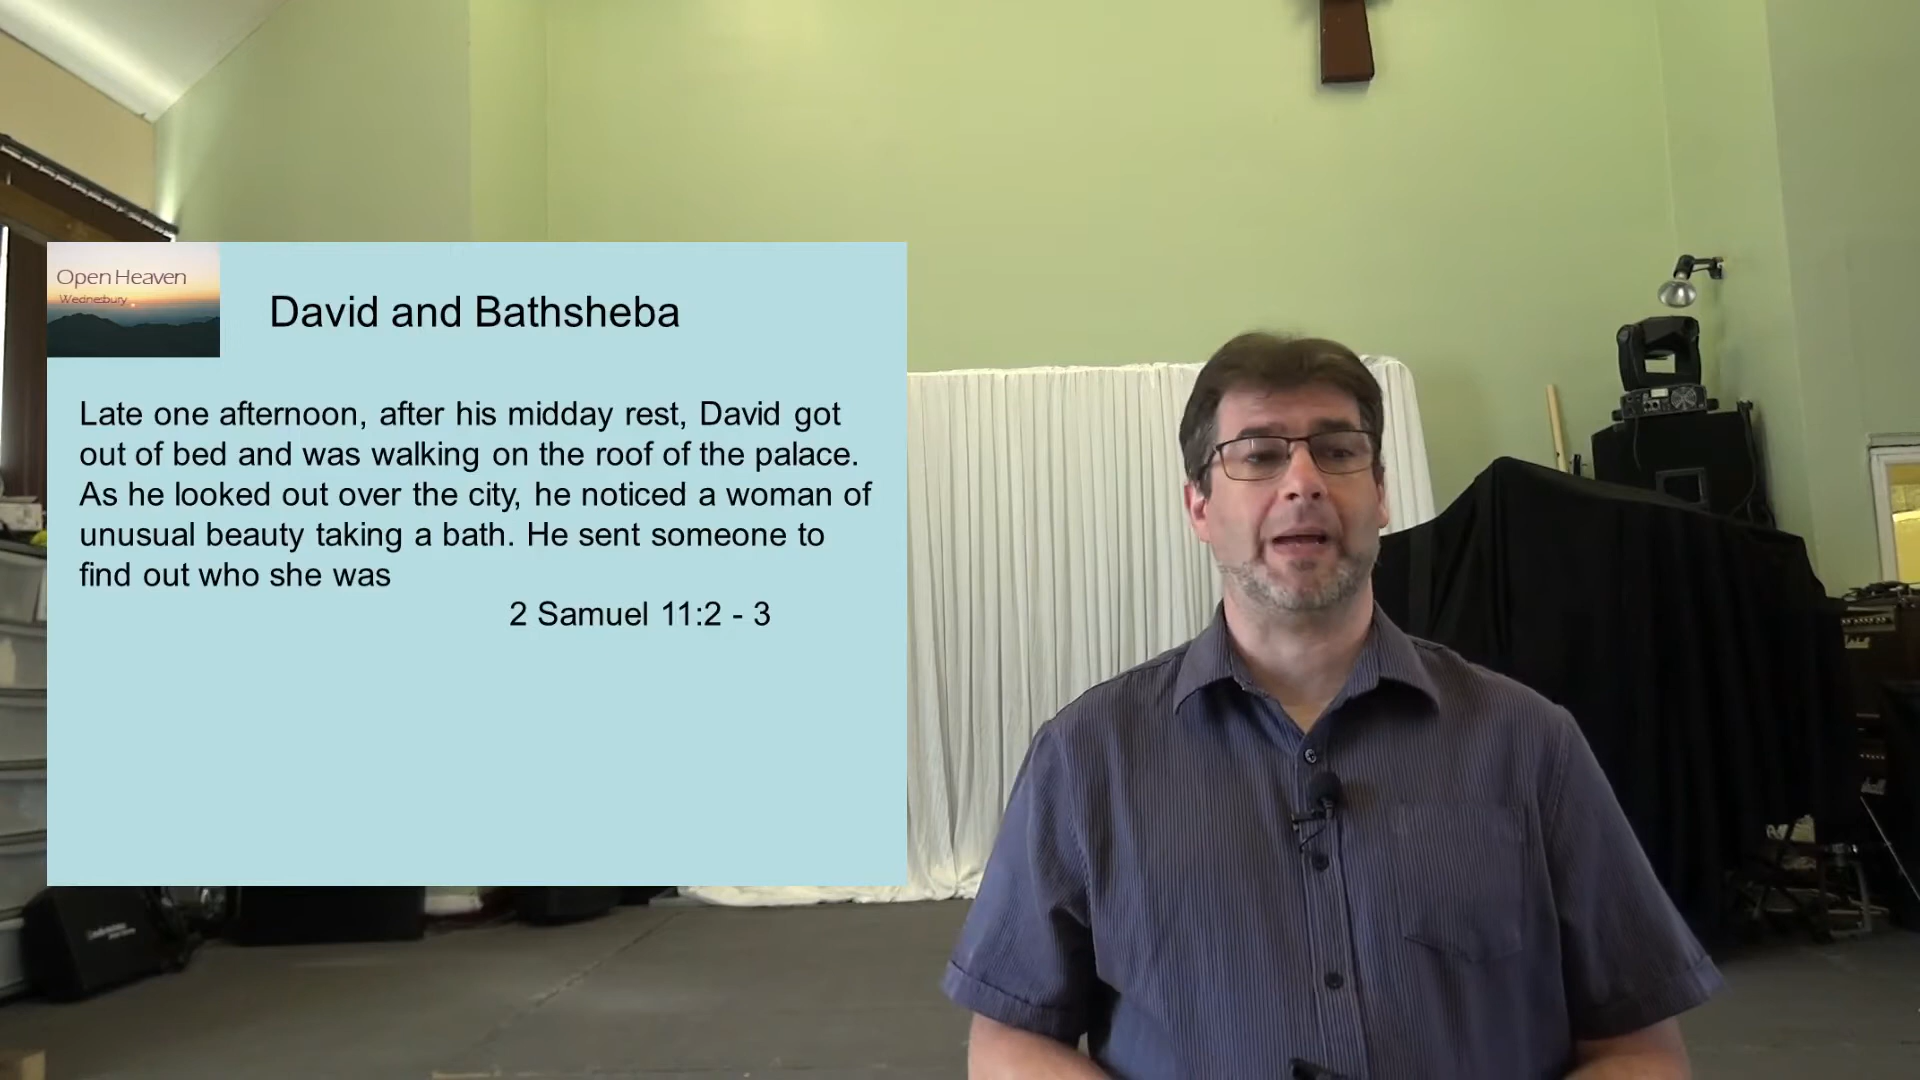 Open Heaven
Wednesbury
David and Bathsheba
Late one afternoon, after his midday rest, David got
out of bed and was walking on the roof of the palace.
As he looked out over the city, he noticed a woman of
unusual beauty taking a bath. He sent someone to
find out who she was
2 Samuel 11:2 - 3
Marshall